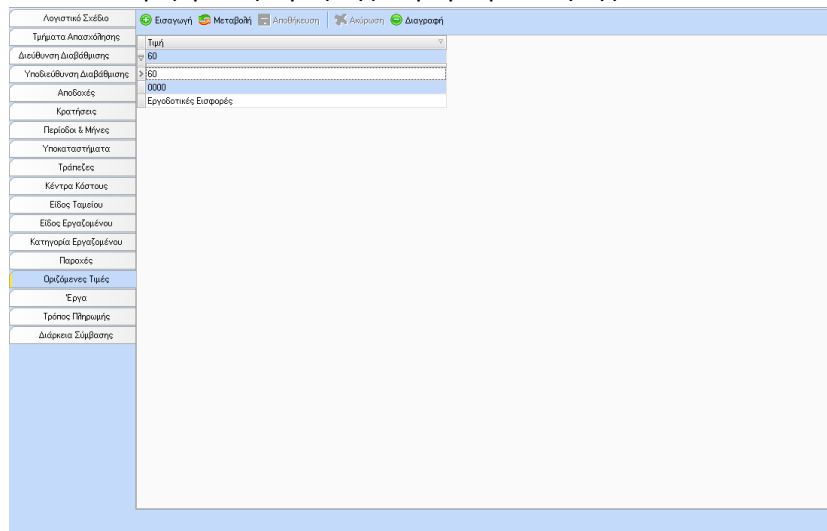 Λογιστικό Σχέδιο
Τμήματα Απασχόλησης
Διεύθυνση Διαβάθμισης
Υποδιεύθυνση Διαβάθμισης
Αποδοχές
Κρατήσεις
Περίοδοι & Μήνες
Υποκαταστήματα
Τράπεζες
Κέντρα Κόστους
Είδος Ταμείου
Είδος Εργαζομένου
Κατηγορία Εργαζομένου
Παροχές
Οριζόμενες Τιμές
Έργα
Τρόπος Πληρωμής
Διάρκεια Σύμβασης
Εισαγωγή Μεταβολή Αποθήκευση Ακύρωση Διαγραφή
Τιμή
60
60
0000
Εργοδοτικές Εισφορές